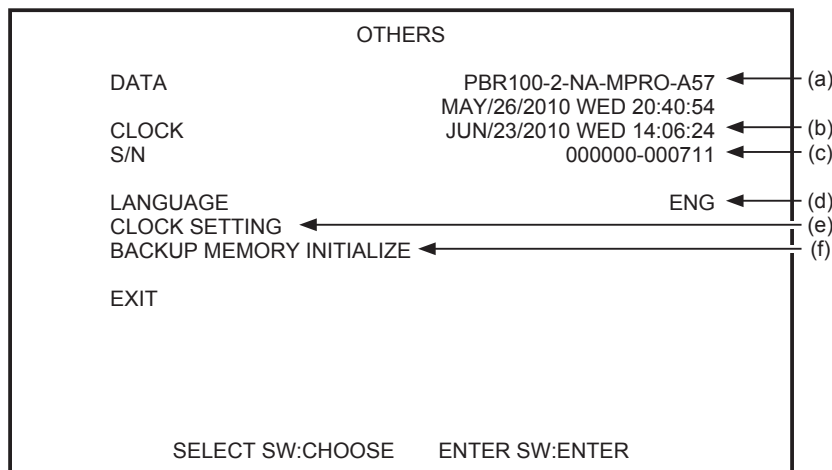 OTHERS
DATA PBR100-2-NA-MPRO-A57 (a)
MAY/26/2010 WED 20:40:54
CLOCK JUN/23/2010 WED 14:06:24 (b)
S/N 000000-000711 (c)
LANGUAGE ENG (d)
CLOCK SETTING (e)
BACKUP MEMORY INITIALIZE (f)
EXIT
SELECT SW:CHOOSE ENTER SW:ENTER